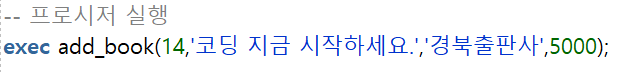 -- 프로시저 실행
exec add_book(14,'코딩 지금 시작하세요.','경북출판사',5000);